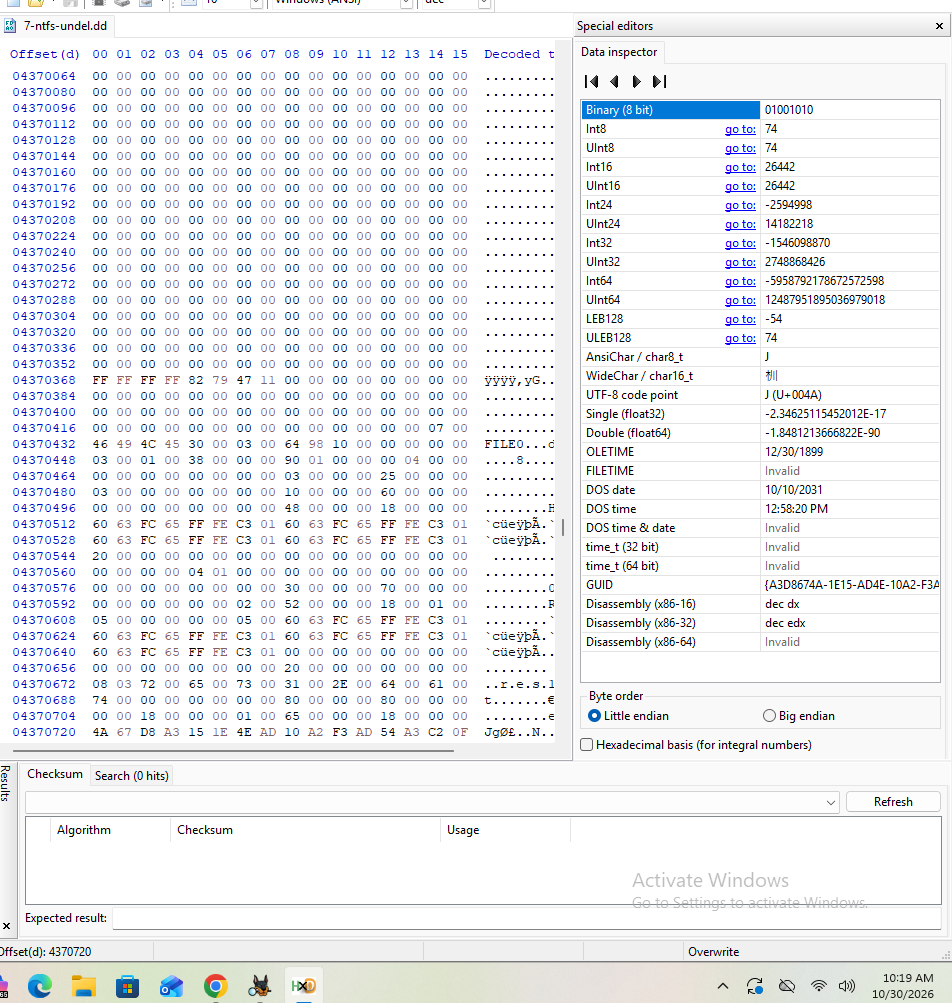 10
Windows (ANSI)
dec
7-ntfs-undel.dd
Offset(d) 00 01 02 03 04 05 06 07 08 09 10 11 12 13 14 15 Decoded t
04370064 00 00 00 00 00 00 00 00 00 00 00 00 00 00 00 00 .........
04370080 00 00 00 00 00 00 00 00 00 00 00 00 00 00 00 00 .........
04370096 00 00 00 00 00 00 00 00 00 00 00 00 00 00 00 00 .........
04370112 00 00 00 00 00 00 00 00 00 00 00 00 00 00 00 00 .........
04370128 00 00 00 00 00 00 00 00 00 00 00 00 00 00 00 00 .........
04370144 00 00 00 00 00 00 00 00 00 00 00 00 00 00 00 00 .........
04370160 00 00 00 00 00 00 00 00 00 00 00 00 00 00 00 00 .........
04370176 00 00 00 00 00 00 00 00 00 00 00 00 00 00 00 00 .........
04370192 00 00 00 00 00 00 00 00 00 00 00 00 00 00 00 00 .........
04370208 00 00 00 00 00 00 00 00 00 00 00 00 00 00 00 00 .........
04370224 00 00 00 00 00 00 00 00 00 00 00 00 00 00 00 00 .........
04370240 00 00 00 00 00 00 00 00 00 00 00 00 00 00 00 00 .........
04370256 00 00 00 00 00 00 00 00 00 00 00 00 00 00 00 00 .........
04370272 00 00 00 00 00 00 00 00 00 00 00 00 00 00 00 00 .........
04370288 00 00 00 00 00 00 00 00 00 00 00 00 00 00 00 00 .........
04370304 00 00 00 00 00 00 00 00 00 00 00 00 00 00 00 00 .........
04370320 00 00 00 00 00 00 00 00 00 00 00 00 00 00 00 00 .........
04370336 00 00 00 00 00 00 00 00 00 00 00 00 00 00 00 00 .........
04370352 00 00 00 00 00 00 00 00 00 00 00 00 00 00 00 00 .........
04370368 FF FF FF FF 82 79 47 11 00 00 00 00 00 00 00 00 ÿÿÿÿ‚yG..
04370384 00 00 00 00 00 00 00 00 00 00 00 00 00 00 00 00 .........
04370400 00 00 00 00 00 00 00 00 00 00 00 00 00 00 00 00 .........
04370416 00 00 00 00 00 00 00 00 00 00 00 00 00 00 07 00 .........
04370432 46 49 4C 45 30 00 03 00 64 98 10 00 00 00 00 00 FILE0...d
04370448 03 00 01 00 38 00 00 00 90 01 00 00 00 04 00 00 ....8....
04370464 00 00 00 00 00 00 00 00 03 00 00 00 25 00 00 00 .........
04370480 03 00 00 00 00 00 00 00 10 00 00 00 60 00 00 00 .........
04370496 00 00 00 00 00 00 00 00 48 00 00 00 18 00 00 00 ........H
04370512 60 63 FC 65 FF FE C3 01 60 63 FC 65 FF FE C3 01 `cüeÿþÃ.`
04370528 60 63 FC 65 FF FE C3 01 60 63 FC 65 FF FE C3 01 `cüeÿþÃ.`
04370544 20 00 00 00 00 00 00 00 00 00 00 00 00 00 00 00 ........
04370560 00 00 00 00 04 01 00 00 00 00 00 00 00 00 00 00 .........
04370576 00 00 00 00 00 00 00 00 30 00 00 00 70 00 00 00 ........0
04370592 00 00 00 00 00 00 02 00 52 00 00 00 18 00 01 00 ........R
04370608 05 00 00 00 00 00 05 00 60 63 FC 65 FF FE C3 01 ........`
04370624 60 63 FC 65 FF FE C3 01 60 63 FC 65 FF FE C3 01 `cüeÿþÃ.`
04370640 60 63 FC 65 FF FE C3 01 00 00 00 00 00 00 00 00 `cüeÿþÃ..
04370656 00 00 00 00 00 00 00 00 20 00 00 00 00 00 00 00 ........
04370672 08 03 72 00 65 00 73 00 31 00 2E 00 64 00 61 00 ..r.e.s.1
04370688 74 00 00 00 00 00 00 00 80 00 00 00 80 00 00 00 t.......€
04370704 00 00 18 00 00 00 01 00 65 00 00 00 18 00 00 00 ........e
04370720 4A 67 D8 A3 15 1E 4E AD 10 A2 F3 AD 54 A3 C2 0F JgØ£..N..
Special editors
Data inspector
Binary (8 bit) 01001010
Int8 go to: 74
UInt8 go to: 74
Int16 go to: 26442
UInt16 go to: 26442
Int24 go to: -2594998
UInt24 go to: 14182218
Int32 go to: -1546098870
UInt32 go to: 2748868426
Int64 go to: -5958792178672572598
UInt64 go to: 12487951895036979018
LEB128 go to: -54
ULEB128 go to: 74
AnsiChar / char8_t J
WideChar / char16_t
UTF-8 code point J (U+004A)
Single (float32) -2.34625115452012E-17
Double (float64) -1.8481213666822E-90
OLETIME 12/30/1899
FILETIME Invalid
DOS date 10/10/2031
DOS time 12:58:20 PM
DOS time & date Invalid
time_t (32 bit) Invalid
time_t (64 bit) Invalid
GUID {A3D8674A-1E15-AD4E-10A2-F3A
Disassembly (x86-16) dec dx
Disassembly (x86-32) dec edx
Disassembly (x86-64) Invalid
Byte order
Little endian Big endian
Hexadecimal basis (for integral numbers)
Results
Checksum Search (0 hits)
Refresh
Algorithm Checksum Usage
Activate Windows
Go to Settings to activate Windows.
Expected result:
Offset(d): 4370720 Overwrite
10:19 AM
10/30/2026